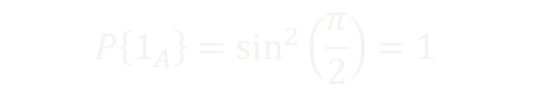 P{1_A} = sin² (π/2) = 1